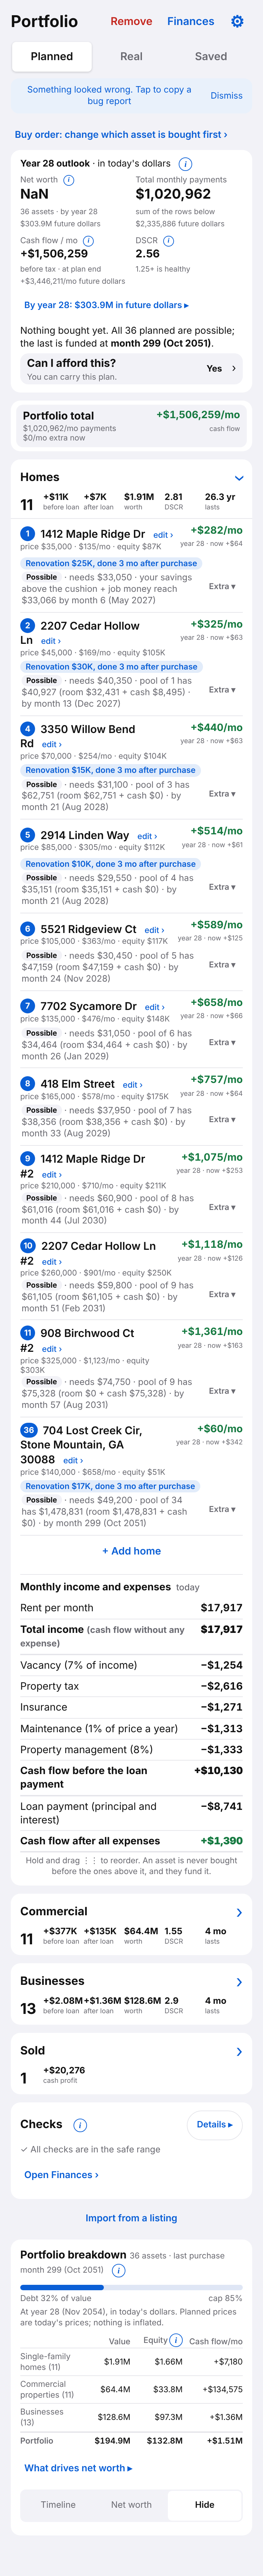 Portfolio Remove Finances
Planned Real Saved
Something looked wrong. Tap to copy a
bug report
Dismiss
Buy order: change which asset is bought first ›
Year 28 outlook · in today's dollars i
Net worth i
NaN
36 assets · by year 28
$303.9M future dollars
Total monthly payments
$1,020,962
sum of the rows below
$2,335,886 future dollars
Cash flow / mo i
+$1,506,259
before tax · at plan end
+$3,446,211/mo future dollars
DSCR i
2.56
1.25+ is healthy
By year 28: $303.9M in future dollars ▸
Nothing bought yet. All 36 planned are possible;
the last is funded at month 299 (Oct 2051).
Can I afford this?
You can carry this plan.
Yes ›
Portfolio total
$1,020,962/mo payments
$0/mo extra now
+$1,506,259/mo
cash flow
Homes
11
+$11K before loan
+$7K after loan
$1.91M worth
2.81 DSCR
26.3 yr lasts
1 1412 Maple Ridge Dr edit ›
+$282/mo
price $35,000 · $135/mo · equity $87K
year 28 · now +$64
Renovation $25K, done 3 mo after purchase
Possible · needs $33,050 · your savings
above the cushion + job money reach
$33,066 by month 6 (May 2027)
Extra ▾
2 2207 Cedar Hollow
Ln edit ›
+$325/mo
year 28 · now +$63
price $45,000 · $169/mo · equity $105K
Renovation $30K, done 3 mo after purchase
Possible · needs $40,350 · pool of 1 has
$40,927 (room $32,431 + cash $8,495) ·
by month 13 (Dec 2027)
Extra ▾
4 3350 Willow Bend
Rd edit ›
+$440/mo
year 28 · now +$63
price $70,000 · $254/mo · equity $104K
Renovation $15K, done 3 mo after purchase
Possible · needs $31,100 · pool of 3 has
$62,751 (room $62,751 + cash $0) · by
month 21 (Aug 2028)
Extra ▾
5 2914 Linden Way edit ›
+$514/mo
price $85,000 · $305/mo · equity $112K
year 28 · now +$61
Renovation $10K, done 3 mo after purchase
Possible · needs $29,550 · pool of 4 has
$35,151 (room $35,151 + cash $0) · by
month 21 (Aug 2028)
Extra ▾
6 5521 Ridgeview Ct edit ›
+$589/mo
price $105,000 · $363/mo · equity $117K
year 28 · now +$125
Possible · needs $30,450 · pool of 5 has
$47,159 (room $47,159 + cash $0) · by
month 24 (Nov 2028)
Extra ▾
7 7702 Sycamore Dr edit ›
+$658/mo
price $135,000 · $476/mo · equity $148K
year 28 · now +$66
Possible · needs $31,050 · pool of 6 has
$34,464 (room $34,464 + cash $0) · by
month 26 (Jan 2029)
Extra ▾
8 418 Elm Street edit ›
+$757/mo
price $165,000 · $578/mo · equity $175K
year 28 · now +$64
Possible · needs $37,950 · pool of 7 has
$38,356 (room $38,356 + cash $0) · by
month 33 (Aug 2029)
Extra ▾
9 1412 Maple Ridge Dr
#2 edit ›
+$1,075/mo
year 28 · now +$253
price $210,000 · $710/mo · equity $211K
Possible · needs $60,900 · pool of 8 has
$61,016 (room $61,016 + cash $0) · by
month 44 (Jul 2030)
Extra ▾
10 2207 Cedar Hollow Ln
#2 edit ›
+$1,118/mo
year 28 · now +$126
price $260,000 · $901/mo · equity $250K
Possible · needs $59,800 · pool of 9 has
$61,105 (room $61,105 + cash $0) · by
month 51 (Feb 2031)
Extra ▾
11 908 Birchwood Ct
#2 edit ›
+$1,361/mo
year 28 · now +$163
price $325,000 · $1,123/mo · equity
$303K
Possible · needs $74,750 · pool of 9 has
$75,328 (room $0 + cash $75,328) · by
month 57 (Aug 2031)
Extra ▾
36 704 Lost Creek Cir,
Stone Mountain, GA
30088 edit ›
+$60/mo
year 28 · now +$342
price $140,000 · $658/mo · equity $51K
Renovation $17K, done 3 mo after purchase
Possible · needs $49,200 · pool of 34
has $1,478,831 (room $1,478,831 + cash
$0) · by month 299 (Oct 2051)
Extra ▾
+ Add home
Monthly income and expenses today
Rent per month $17,917
Total income (cash flow without any
expense)
$17,917
Vacancy (7% of income) −$1,254
Property tax −$2,616
Insurance −$1,271
Maintenance (1% of price a year) −$1,313
Property management (8%) −$1,333
Cash flow before the loan
payment
+$10,130
Loan payment (principal and
interest)
−$8,741
Cash flow after all expenses +$1,390
Hold and drag ⋮⋮ to reorder. An asset is never bought
before the ones above it, and they fund it.
Commercial
11
+$377K before loan
+$135K after loan
$64.4M worth
1.55 DSCR
4 mo lasts
Businesses
13
+$2.08M before loan
+$1.36M after loan
$128.6M worth
2.9 DSCR
4 mo lasts
Sold
1
+$20,276
cash profit
Checks i
Details ▸
✓ All checks are in the safe range
Open Finances ›
Import from a listing
Portfolio breakdown 36 assets · last purchase
month 299 (Oct 2051) i
Debt 32% of value cap 85%
At year 28 (Nov 2054), in today's dollars. Planned prices
are today's prices; nothing is inflated.
Value Equity i Cash flow/mo
Single-family
homes (11)
$1.91M $1.66M +$7,180
Commercial
properties (11)
$64.4M $33.8M +$134,575
Businesses
(13)
$128.6M $97.3M +$1.36M
Portfolio $194.9M $132.8M +$1.51M
What drives net worth ▸
Timeline Net worth Hide